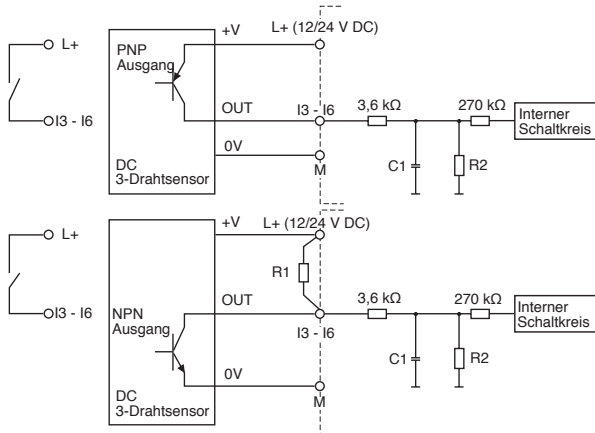 L+
I3 - I6
PNP
Ausgang
DC
3-Drahtsensor
+V
OUT
0V
L+ (12/24 V DC)
I3 - I6
M
3,6 kΩ
C1
270 kΩ
R2
Interner
Schaltkreis
L+
I3 - I6
NPN
Ausgang
DC
3-Drahtsensor
+V
OUT
0V
L+ (12/24 V DC)
R1
I3 - I6
M
3,6 kΩ
C1
270 kΩ
R2
Interner
Schaltkreis